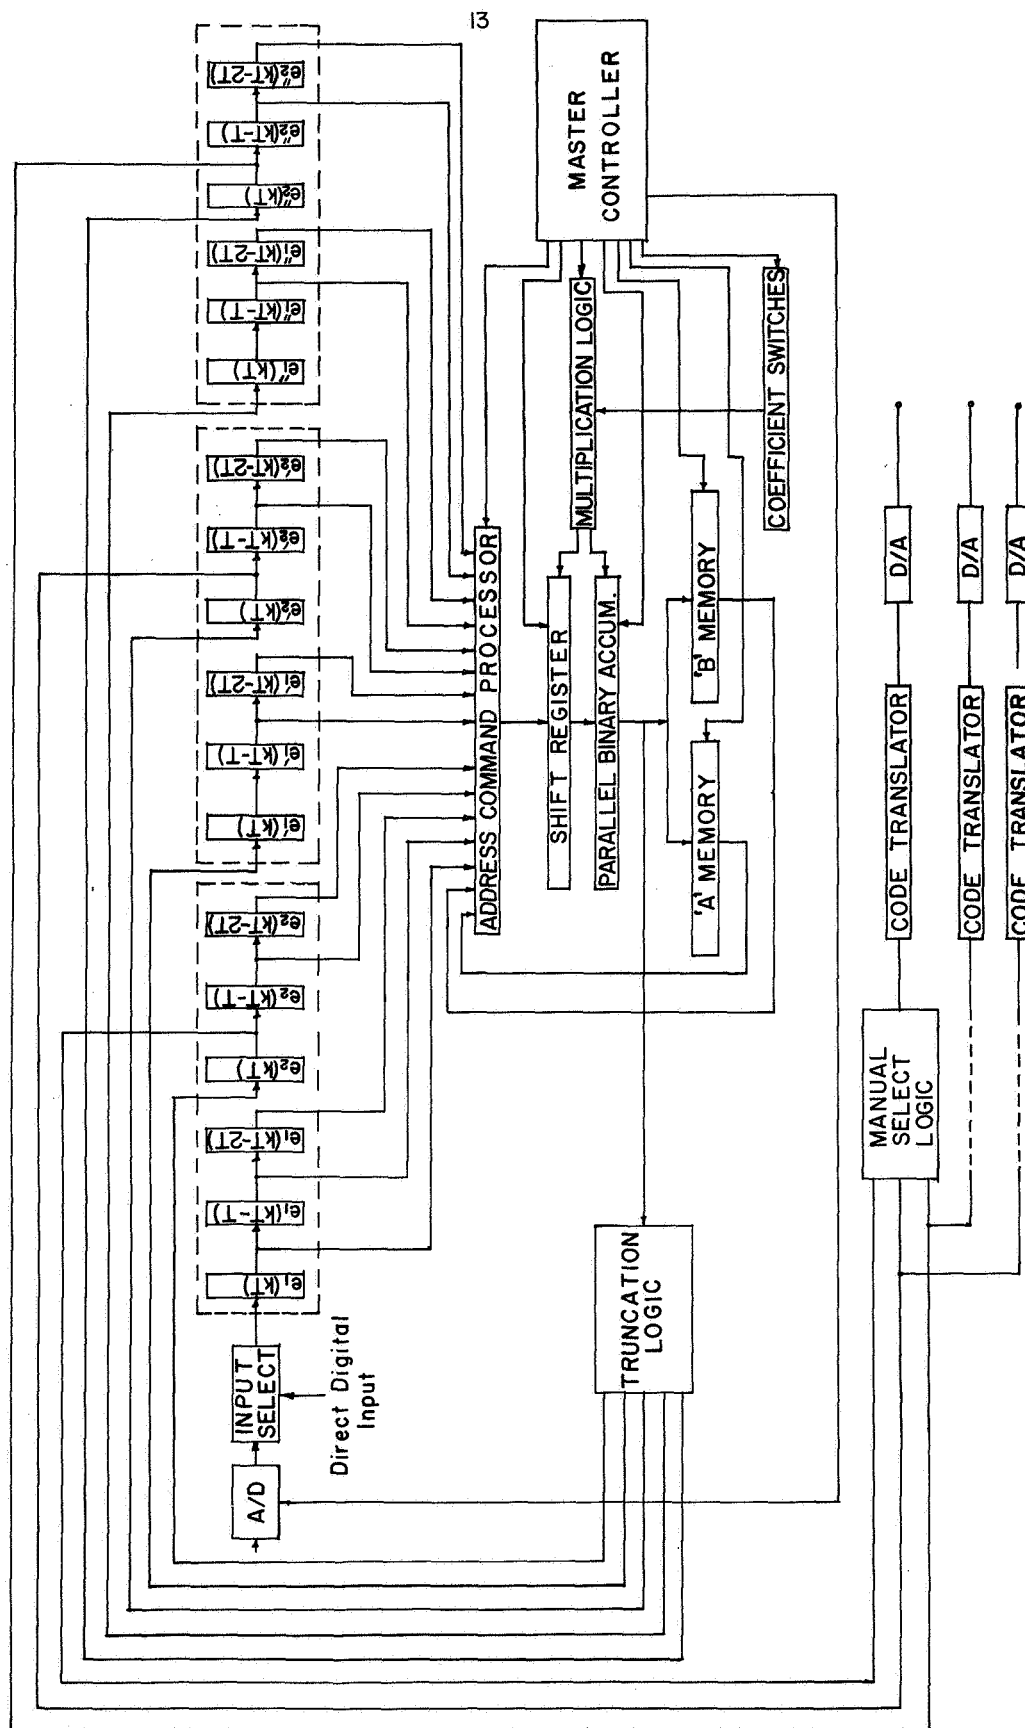 13
A/D
INPUT
SELECT
Direct Digital
Input
e₁(kT)
e₁(kT-T)
e₁(kT-2T)
e₂(kT)
e₂(kT-T)
e₂(kT-2T)
e₁′(kT)
e₁′(kT-T)
e₁′(kT-2T)
e₂′(kT)
e₂′(kT-T)
e₂′(kT-2T)
e₁″(kT)
e₁″(kT-T)
e₁″(kT-2T)
e₂″(kT)
e₂″(kT-T)
e₂″(kT-2T)
ADDRESS COMMAND PROCESSOR
SHIFT REGISTER
MULTIPLICATION LOGIC
PARALLEL BINARY ACCUM.
MASTER
CONTROLLER
TRUNCATION
LOGIC
'A' MEMORY
'B' MEMORY
COEFFICIENT SWITCHES
MANUAL
SELECT
LOGIC
CODE TRANSLATOR
D/A
CODE TRANSLATOR
D/A
CODE TRANSLATOR
D/A